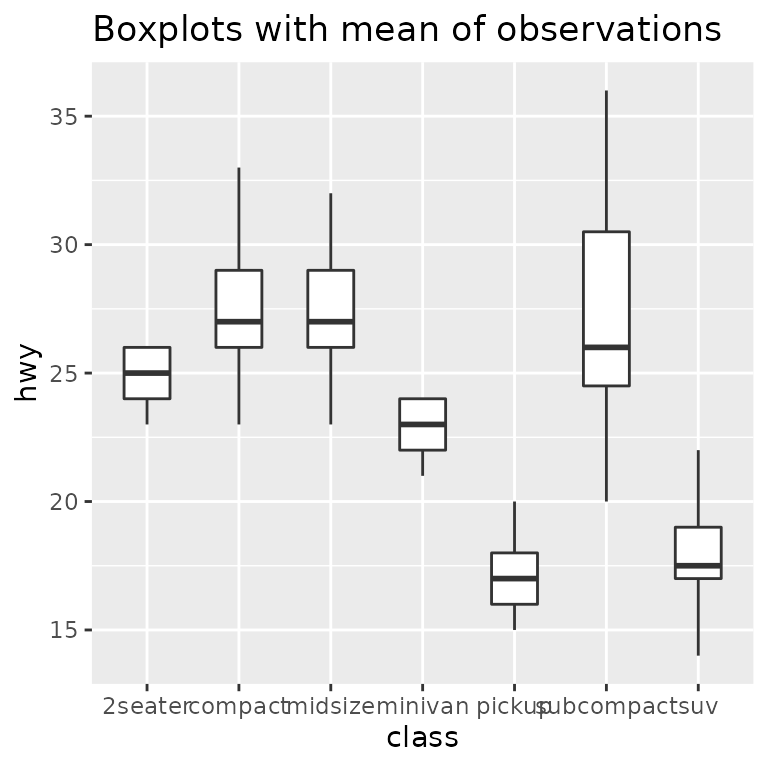 Boxplots with mean of observations
35
30
25
20
15
hwy
2seater compact midsize minivan pickup subcompact suv
class